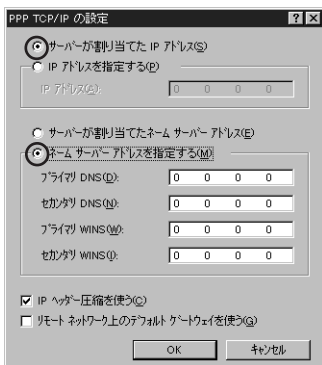 PPP TCP/IP の設定
サーバーが割り当てた IP アドレス(S)
IP アドレスを指定する(P)
IP アドレス(A): 0 0 0 0
サーバーが割り当てたネーム サーバー アドレス(E)
ネーム サーバー アドレスを指定する(M)
プライマリ DNS(D): 0 0 0 0
セカンダリ DNS(N): 0 0 0 0
プライマリ WINS(W): 0 0 0 0
セカンダリ WINS(I): 0 0 0 0
IP ヘッダー圧縮を使う(C)
リモート ネットワーク上のデフォルト ゲートウェイを使う(G)
OK キャンセル